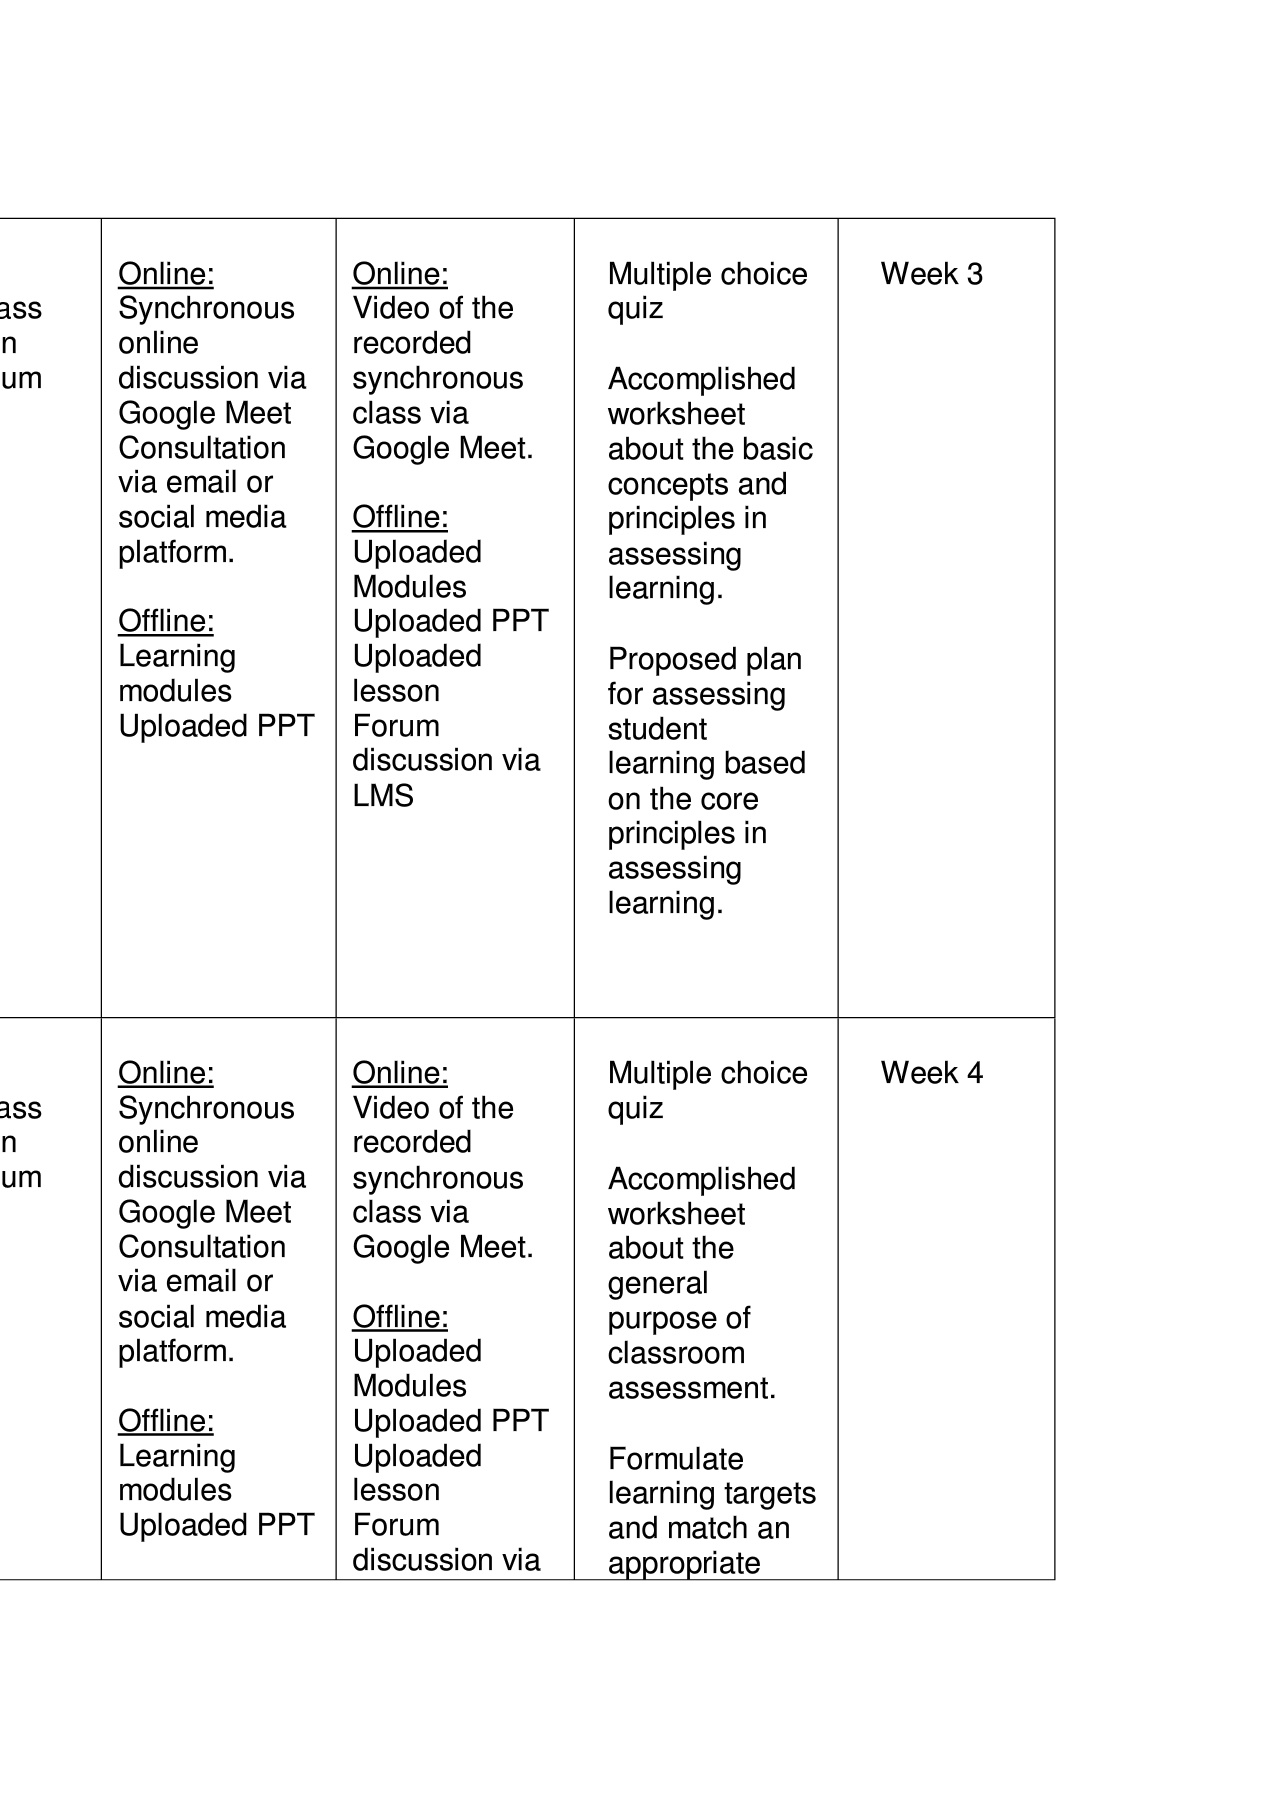 ass
n
um
Online:
Synchronous
online
discussion via
Google Meet
Consultation
via email or
social media
platform.
Offline:
Learning
modules
Uploaded PPT
Online:
Video of the
recorded
synchronous
class via
Google Meet.
Offline:
Uploaded
Modules
Uploaded PPT
Uploaded
lesson
Forum
discussion via
LMS
Multiple choice
quiz
Accomplished
worksheet
about the basic
concepts and
principles in
assessing
learning.
Proposed plan
for assessing
student
learning based
on the core
principles in
assessing
learning.
Week 3
ass
n
um
Online:
Synchronous
online
discussion via
Google Meet
Consultation
via email or
social media
platform.
Offline:
Learning
modules
Uploaded PPT
Online:
Video of the
recorded
synchronous
class via
Google Meet.
Offline:
Uploaded
Modules
Uploaded PPT
Uploaded
lesson
Forum
discussion via
Multiple choice
quiz
Accomplished
worksheet
about the
general
purpose of
classroom
assessment.
Formulate
learning targets
and match an
appropriate
Week 4